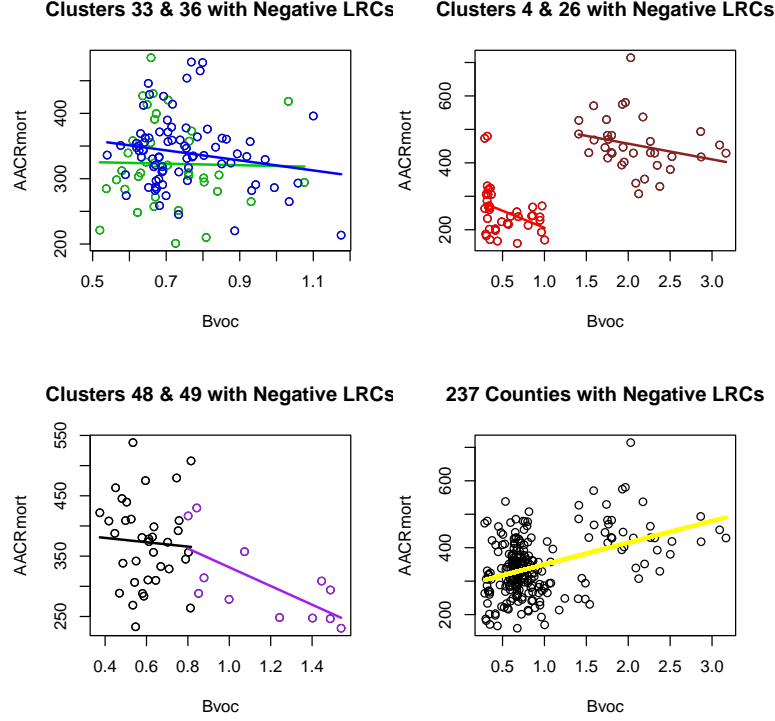 Clusters 33 & 36 with Negative LRCs
AACRmort
200
300
400
0.5
0.7
0.9
1.1
Bvoc
Clusters 4 & 26 with Negative LRCs
AACRmort
200
400
600
0.5
1.0
1.5
2.0
2.5
3.0
Bvoc
Clusters 48 & 49 with Negative LRCs
AACRmort
250
350
450
550
0.4
0.6
0.8
1.0
1.2
1.4
Bvoc
237 Counties with Negative LRCs
AACRmort
200
400
600
0.5
1.0
1.5
2.0
2.5
3.0
Bvoc